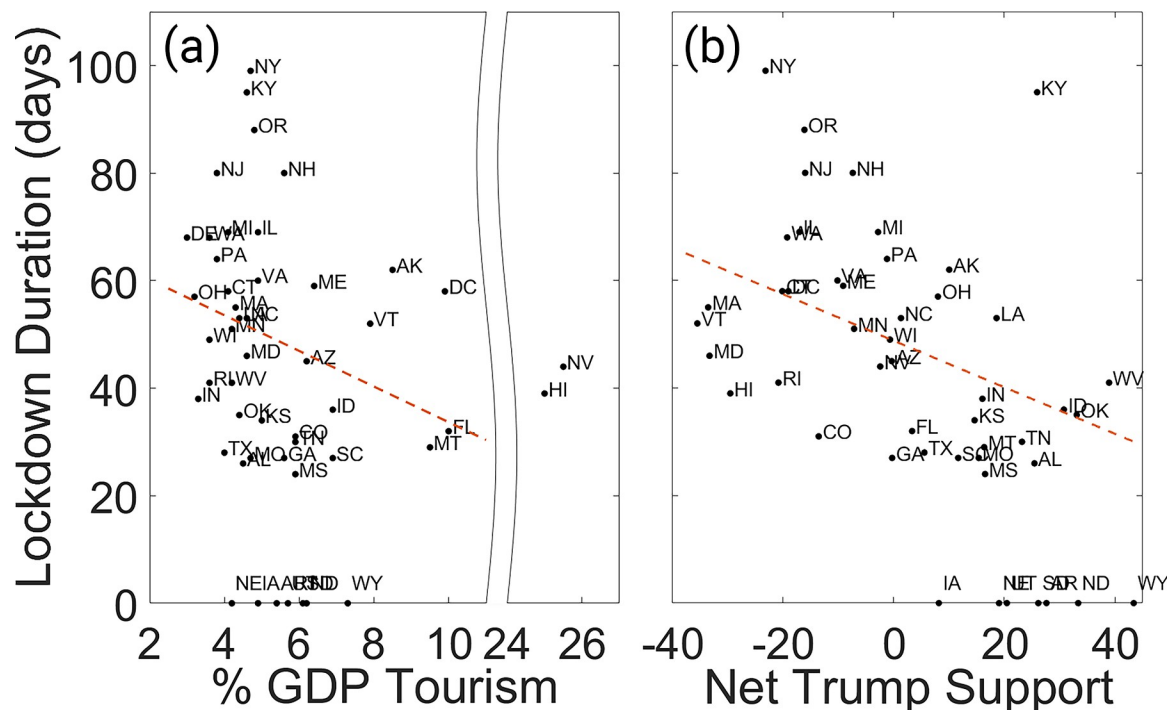 (a)
(b)
Lockdown Duration (days)
100
80
60
40
20
0
NY
KY
OR
NJ
NH
DE
WA
MI
IL
PA
VA
ME
AK
DC
OH
CT
MA
NC
MN
VT
WI
MD
AZ
NV
HI
RI
WV
IN
OK
KS
ID
CO
TN
FL
MT
TX
MO
AL
GA
SC
MS
NE
IA
ND
WY
2
4
6
8
10
24
26
% GDP Tourism
NY
KY
OR
NJ
NH
WA
IL
MI
PA
AK
VA
ME
DC
OH
MA
VT
NC
LA
MN
WI
MD
AZ
NV
HI
RI
WV
IN
ID
OK
KS
CO
FL
TN
GA
TX
SC
MT
MO
AL
MS
IA
NE
UT
SD
AR
ND
WY
-40
-20
0
20
40
Net Trump Support